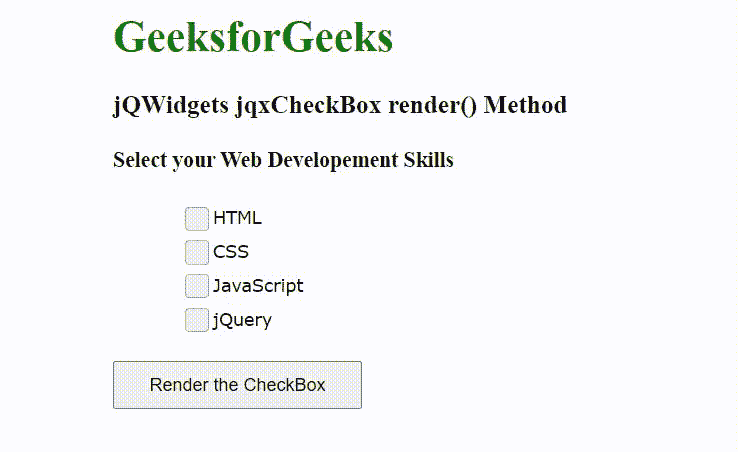 GeeksforGeeks
jQWidgets jqxCheckBox render() Method
Select your Web Developement Skills
HTML
CSS
JavaScript
jQuery
Render the CheckBox